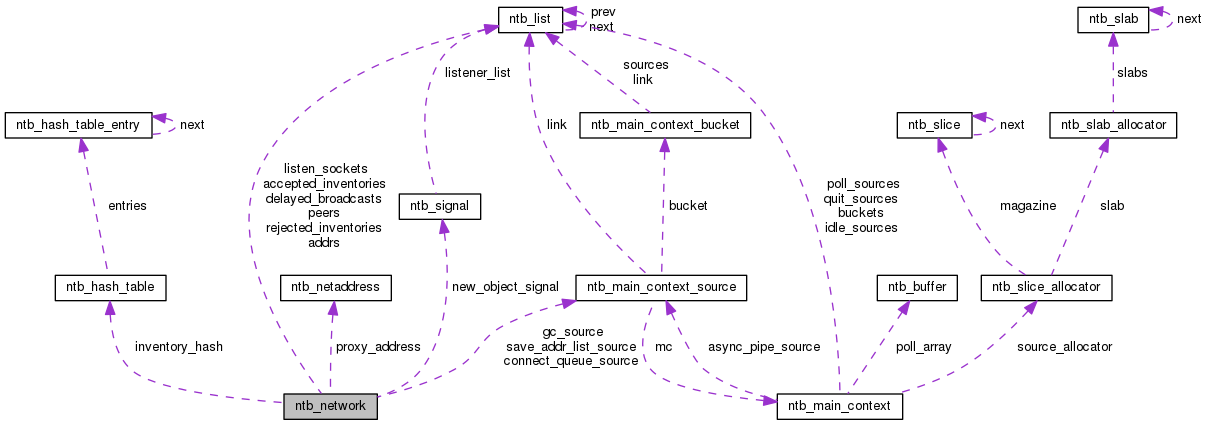 ntb_list
prev
next
ntb_slab
next
listener_list
sources
link
slabs
ntb_hash_table_entry
next
link
ntb_main_context_bucket
ntb_slice
next
ntb_slab_allocator
listen_sockets
accepted_inventories
delayed_broadcasts
peers
rejected_inventories
addrs
entries
ntb_signal
bucket
poll_sources
quit_sources
buckets
idle_sources
magazine
slab
ntb_hash_table
ntb_netaddress
new_object_signal
ntb_main_context_source
ntb_buffer
ntb_slice_allocator
inventory_hash
proxy_address
gc_source
save_addr_list_source
connect_queue_source
mc
async_pipe_source
poll_array
source_allocator
ntb_network
ntb_main_context